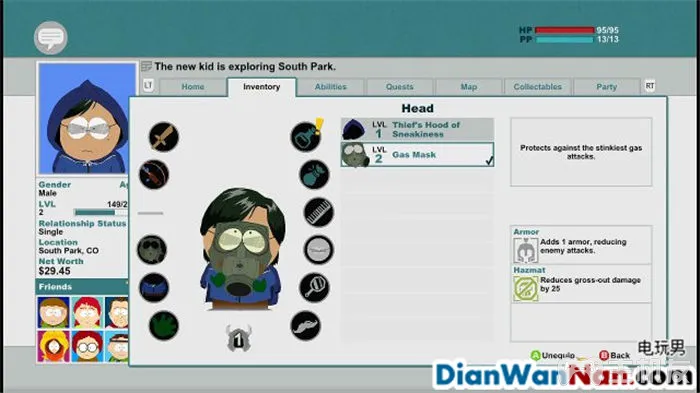 HP 95/95
PP 13/13
The new kid is exploring South Park.
LT Home Inventory Abilities Quests Map Collectables Party RT
Head
LVL 1 Thief's Hood of Sneakiness
LVL 2 Gas Mask
Protects against the stinkiest gas attacks.
Gender
Male
LVL
2 149/2
Relationship Status
Single
Location
South Park, CO
Net Worth
$29.45
Friends
1
Armor
Adds 1 armor, reducing enemy attacks.
Hazmat
Reduces gross-out damage by 25
A Unequip B Back
电玩男
DianWanNan.com